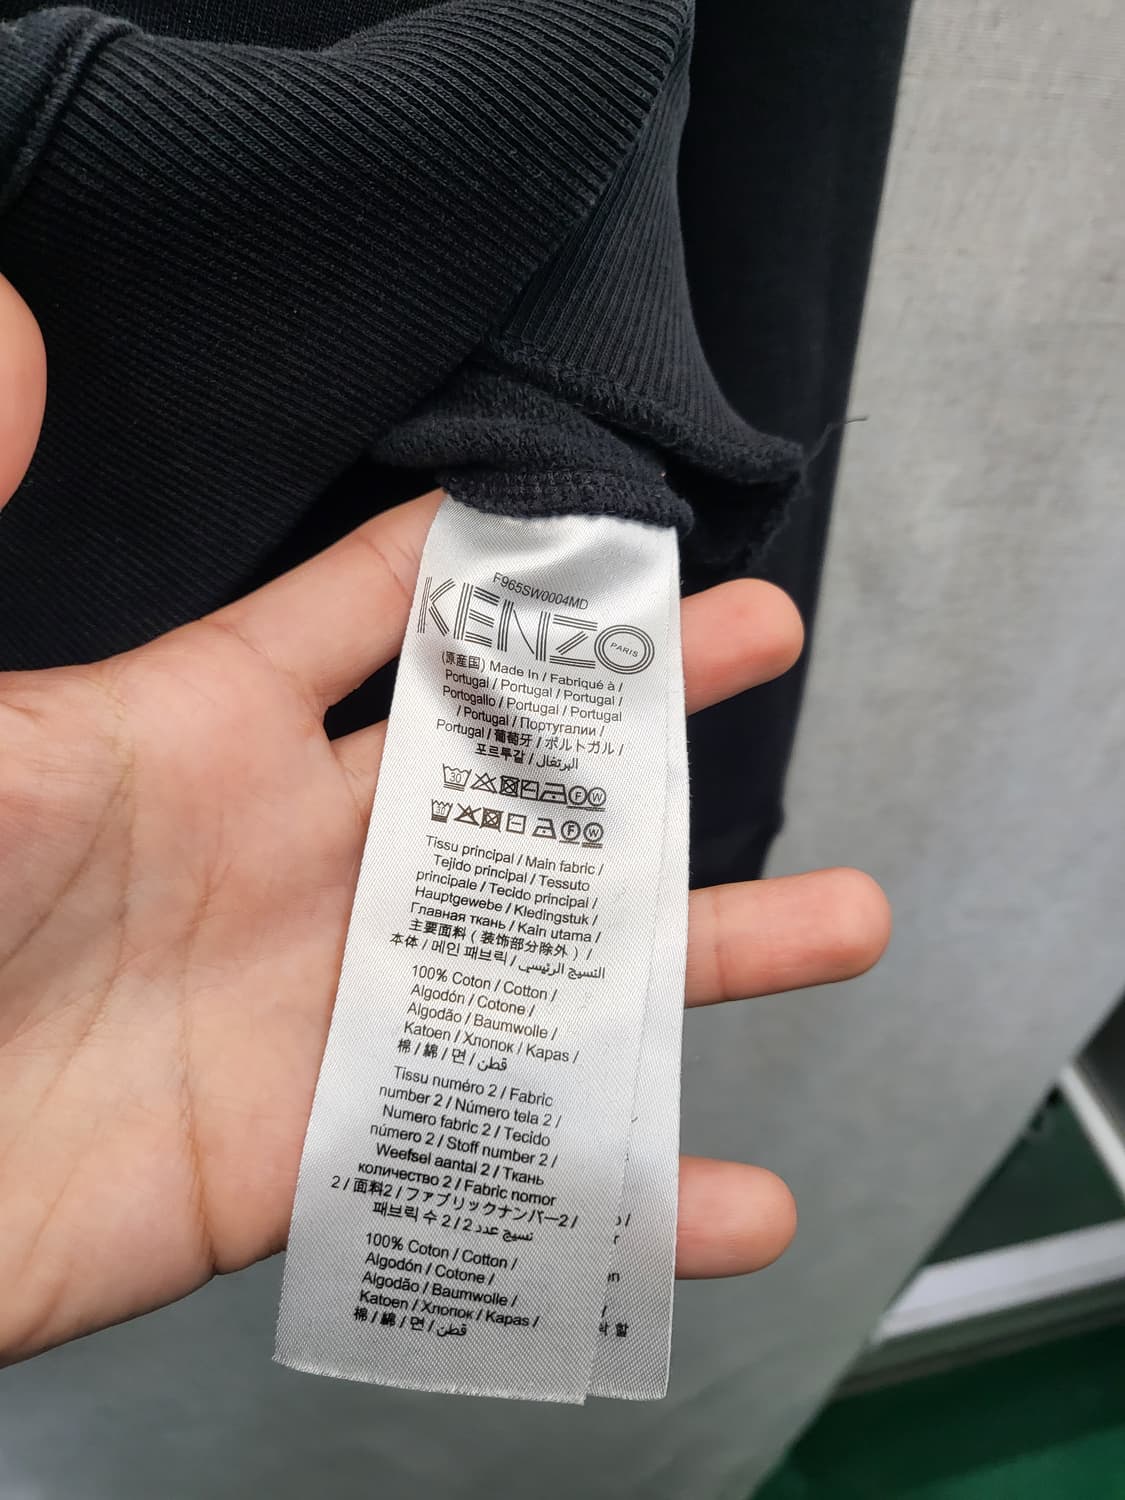 F965SW0004MD
KENZO
PARIS
(原産国) Made In / Fabriqué à /
Portugal / Portugal / Portugal /
Portogallo / Portugal / Portugal
/ Portugal / Португалии /
Portugal / 葡萄牙 / ポルトガル /
포르투갈 / البرتغال
30 F W
30 F W
Tissu principal / Main fabric /
Tejido principal / Tessuto
principale / Tecido principal /
Hauptgewebe / Kledingstuk /
Главная ткань / Kain utama /
主要面料 ( 装饰部分除外 ) /
本体 / 메인 패브릭 / النسيج الرئيسي
100% Coton / Cotton /
Algodón / Cotone /
Algodão / Baumwolle /
Katoen / Хлопок / Kapas /
棉 / 綿 / 면 / قطن
Tissu numéro 2 / Fabric
number 2 / Número tela 2 /
Numero fabric 2 / Tecido
número 2 / Stoff number 2 /
Weefsel aantal 2 / Ткань
количество 2 / Fabric nomor
2 / 面料2 / ファブリックナンバー2 /
패브릭 수 2 / نسيج عدد 2
100% Coton / Cotton /
Algodón / Cotone /
Algodão / Baumwolle /
Katoen / Хлопок / Kapas /
棉 / 綿 / 면 / قطن